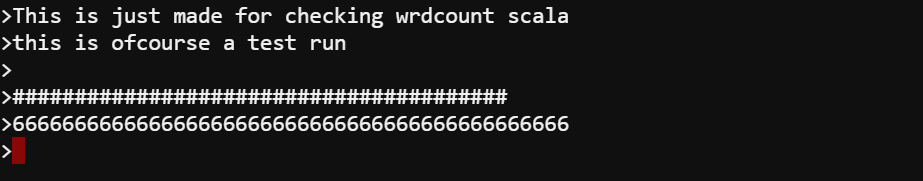 >This is just made for checking wrdcount scala
>this is ofcourse a test run
>
>########################################
>666666666666666666666666666666666666666666666
>